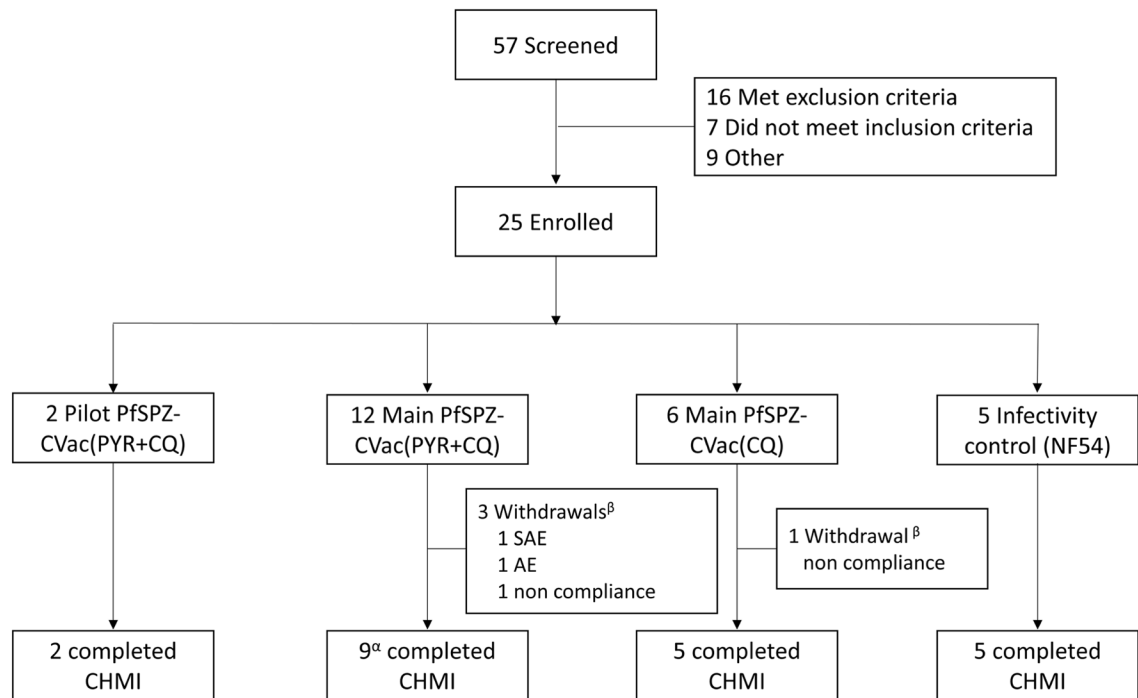 57 Screened
16 Met exclusion criteria
7 Did not meet inclusion criteria
9 Other
25 Enrolled
2 Pilot PfSPZ-
CVac(PYR+CQ)
12 Main PfSPZ-
CVac(PYR+CQ)
6 Main PfSPZ-
CVac(CQ)
5 Infectivity
control (NF54)
3 Withdrawalsᵝ
1 SAE
1 AE
1 non compliance
1 Withdrawal ᵝ
non compliance
2 completed
CHMI
9ᵅ completed
CHMI
5 completed
CHMI
5 completed
CHMI